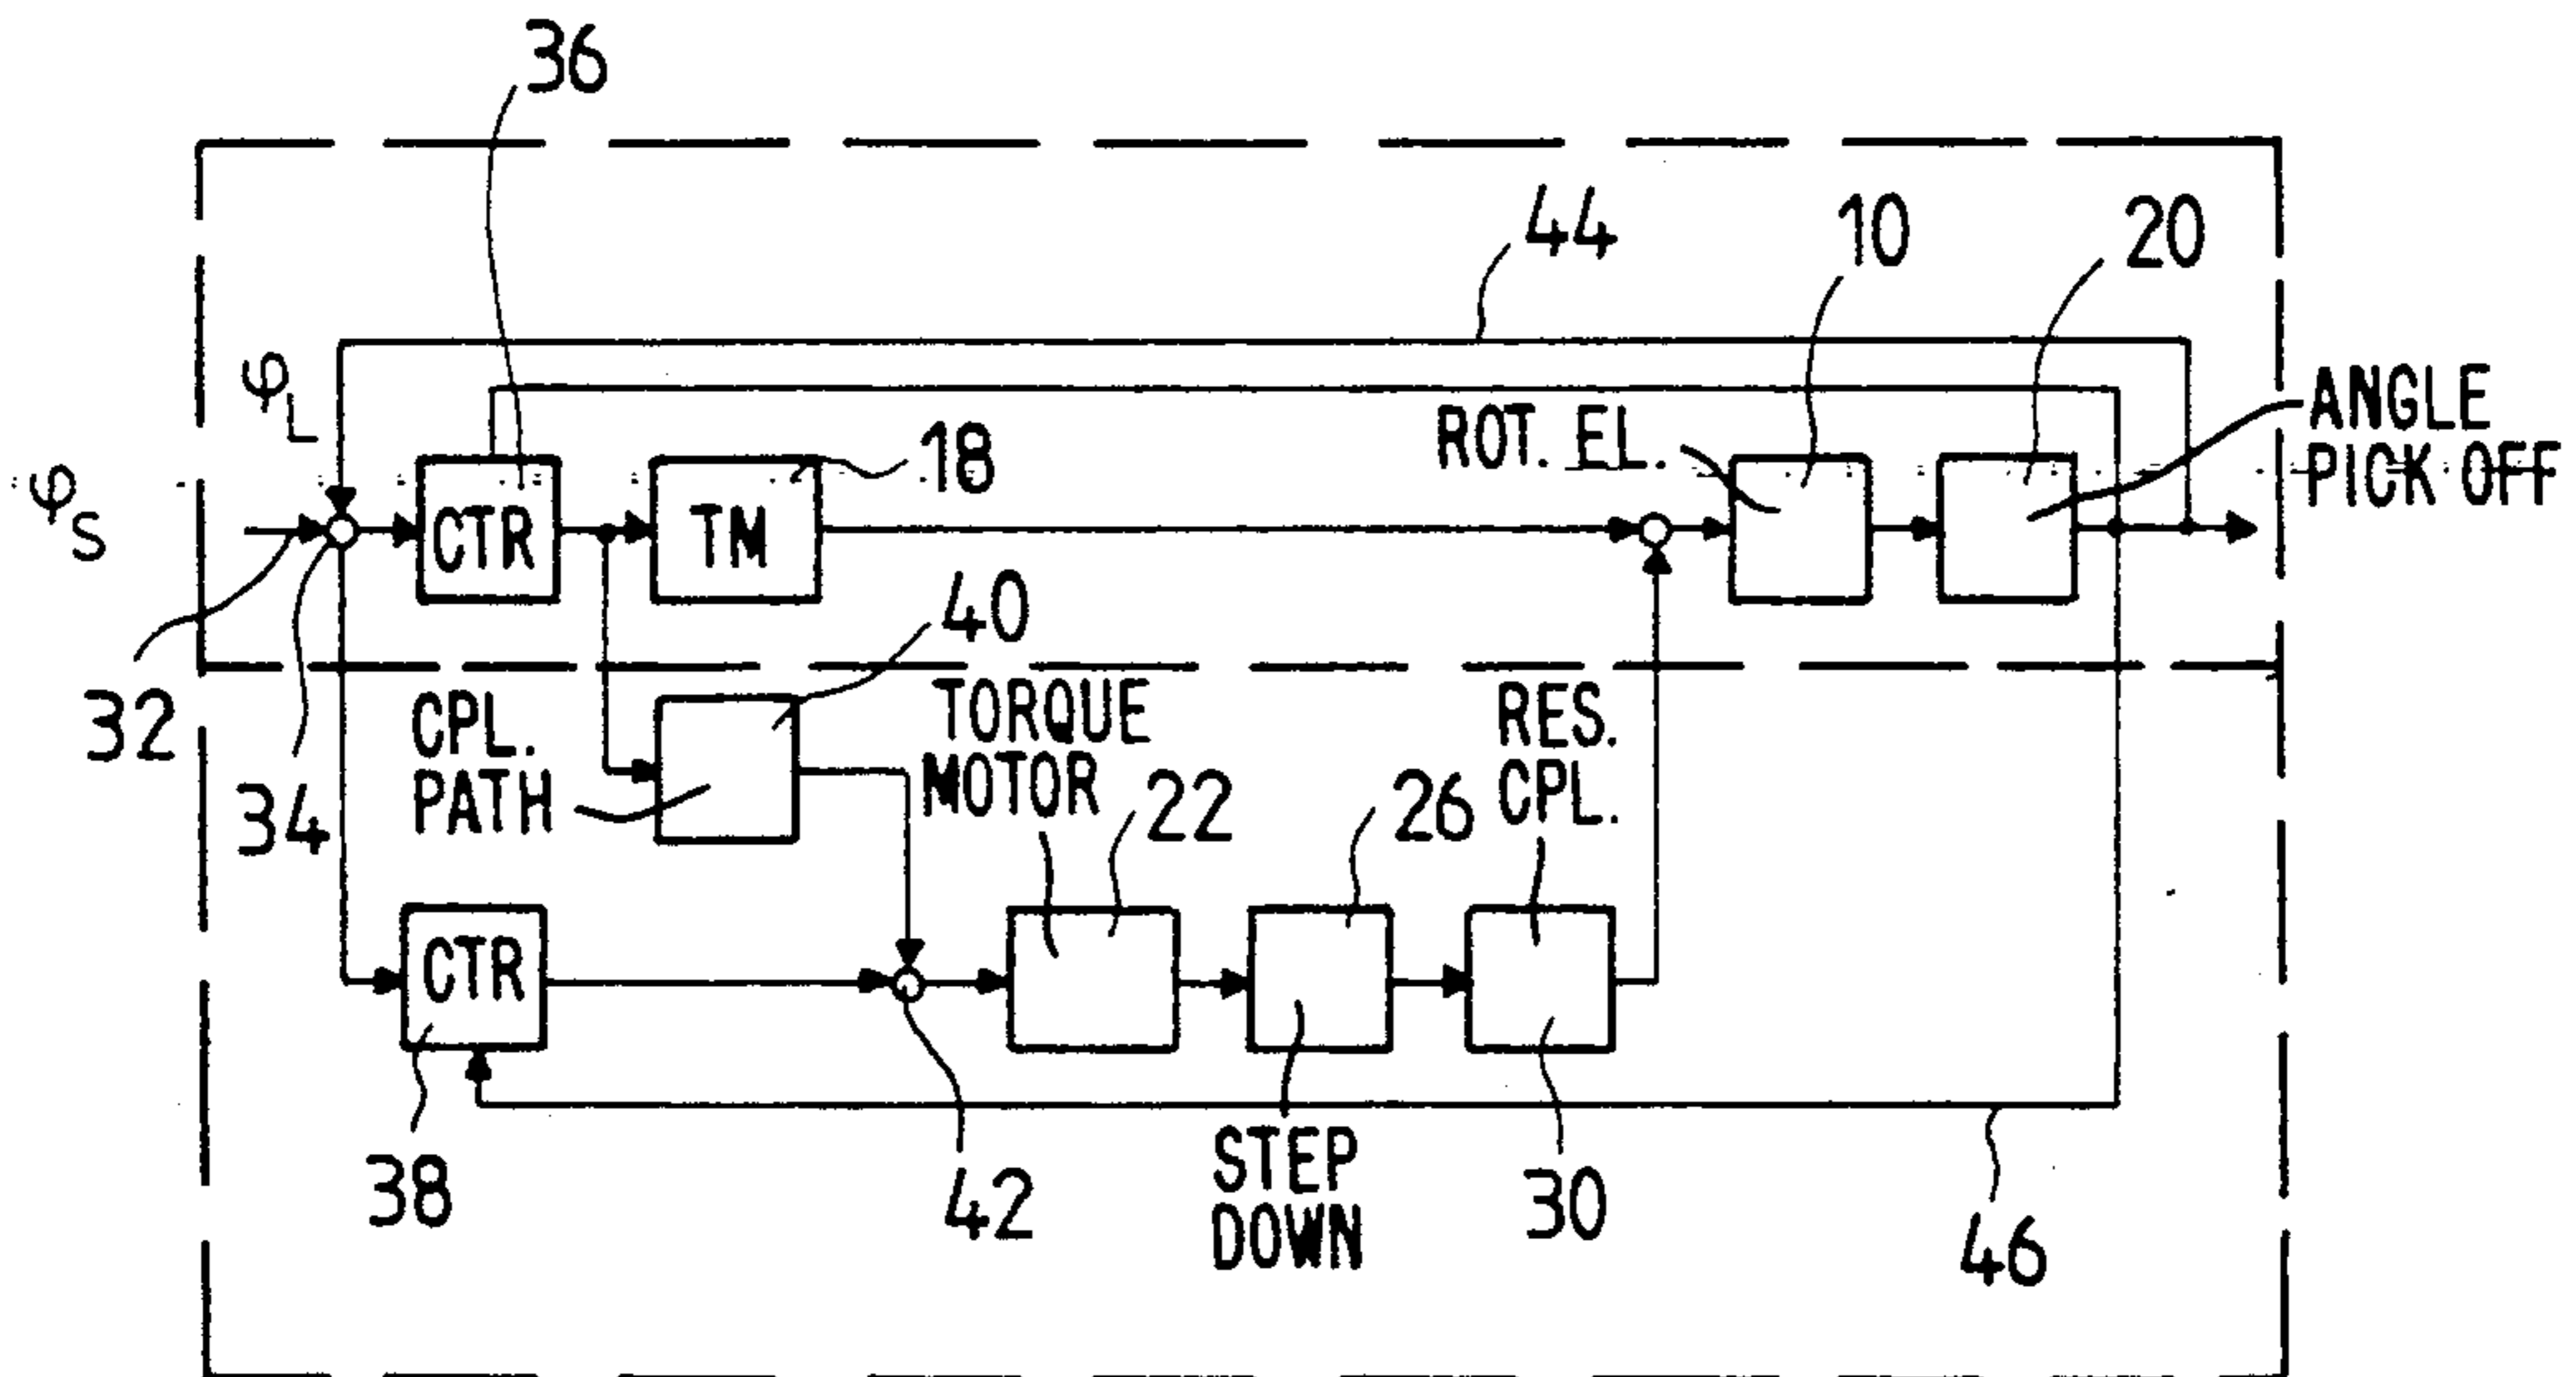 36
44
10
20
φL
ANGLE
PICK OFF
ROT. EL.
18
φS
CTR
TM
40
32
34
CPL.
PATH
TORQUE
MOTOR
22
26
RES.
CPL.
CTR
38
42
STEP
DOWN
30
46